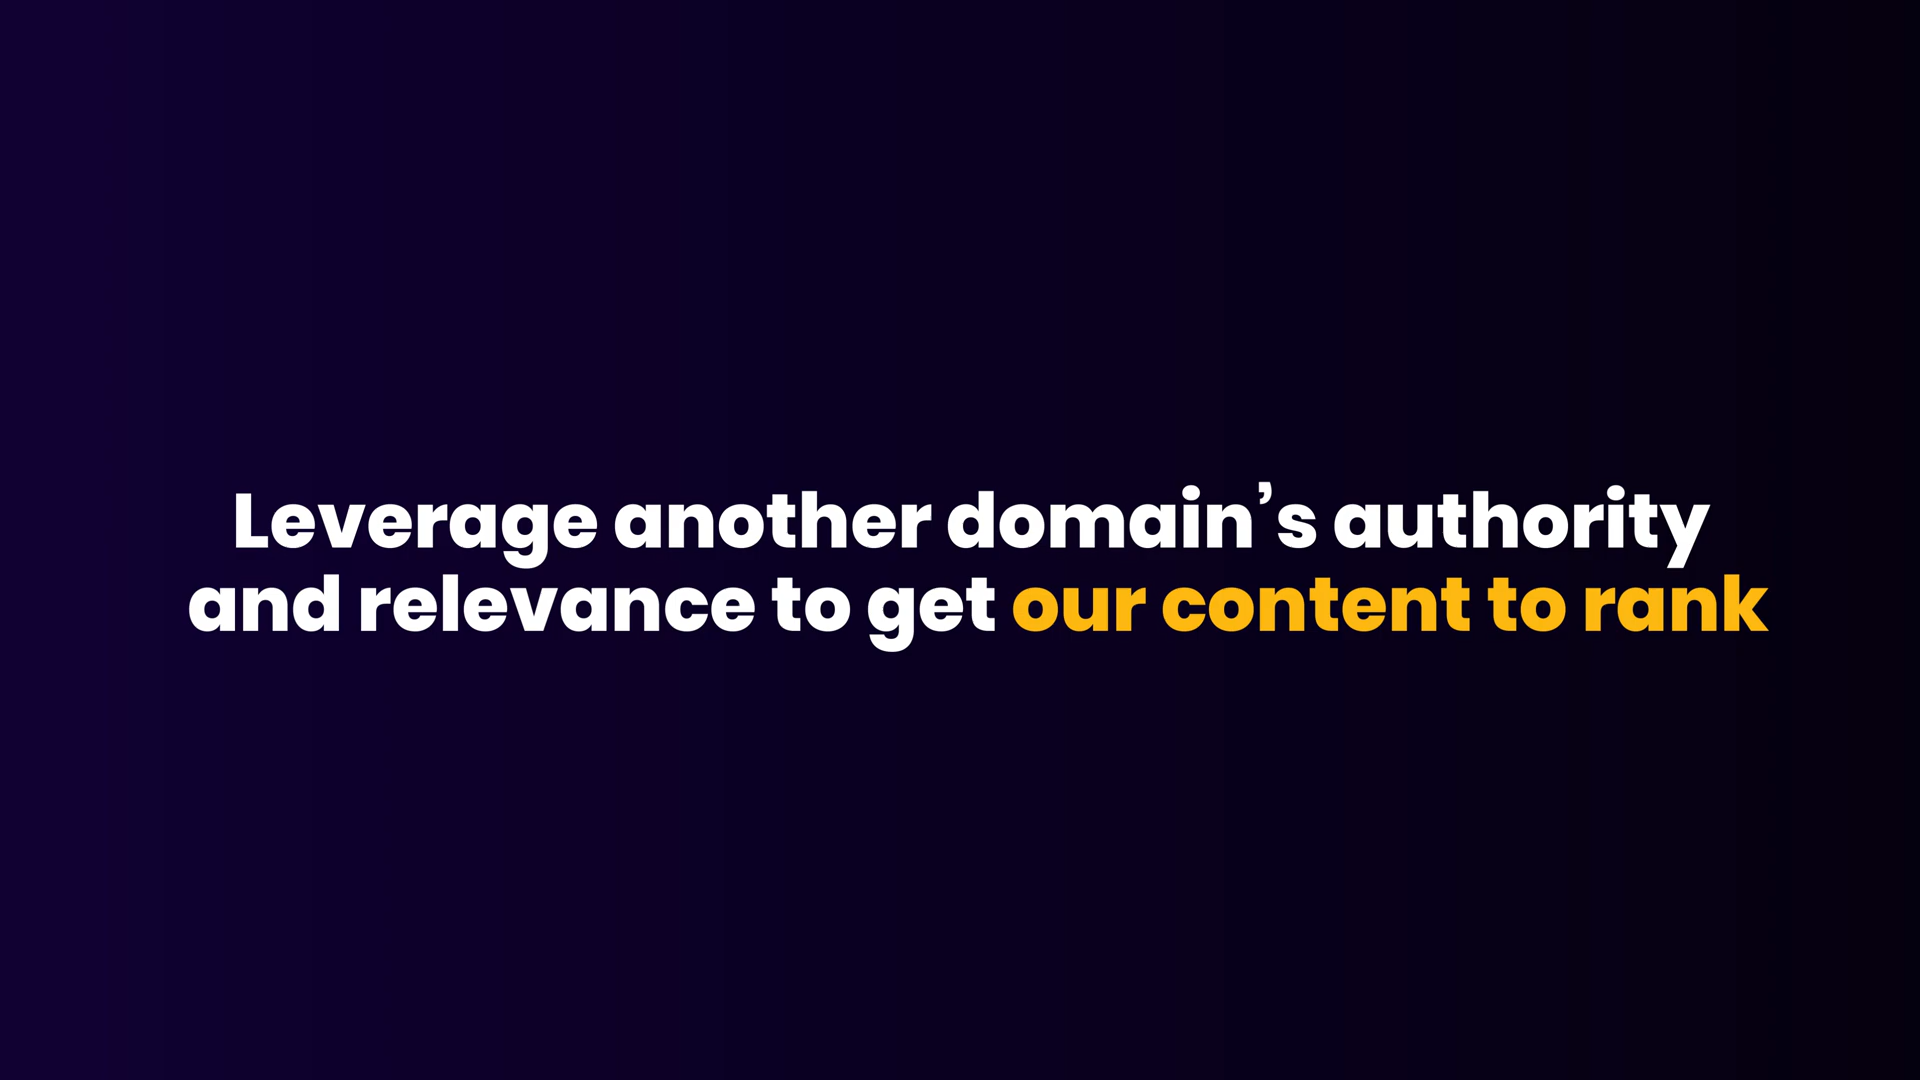 Leverage another domain’s authority
and relevance to get our content to rank